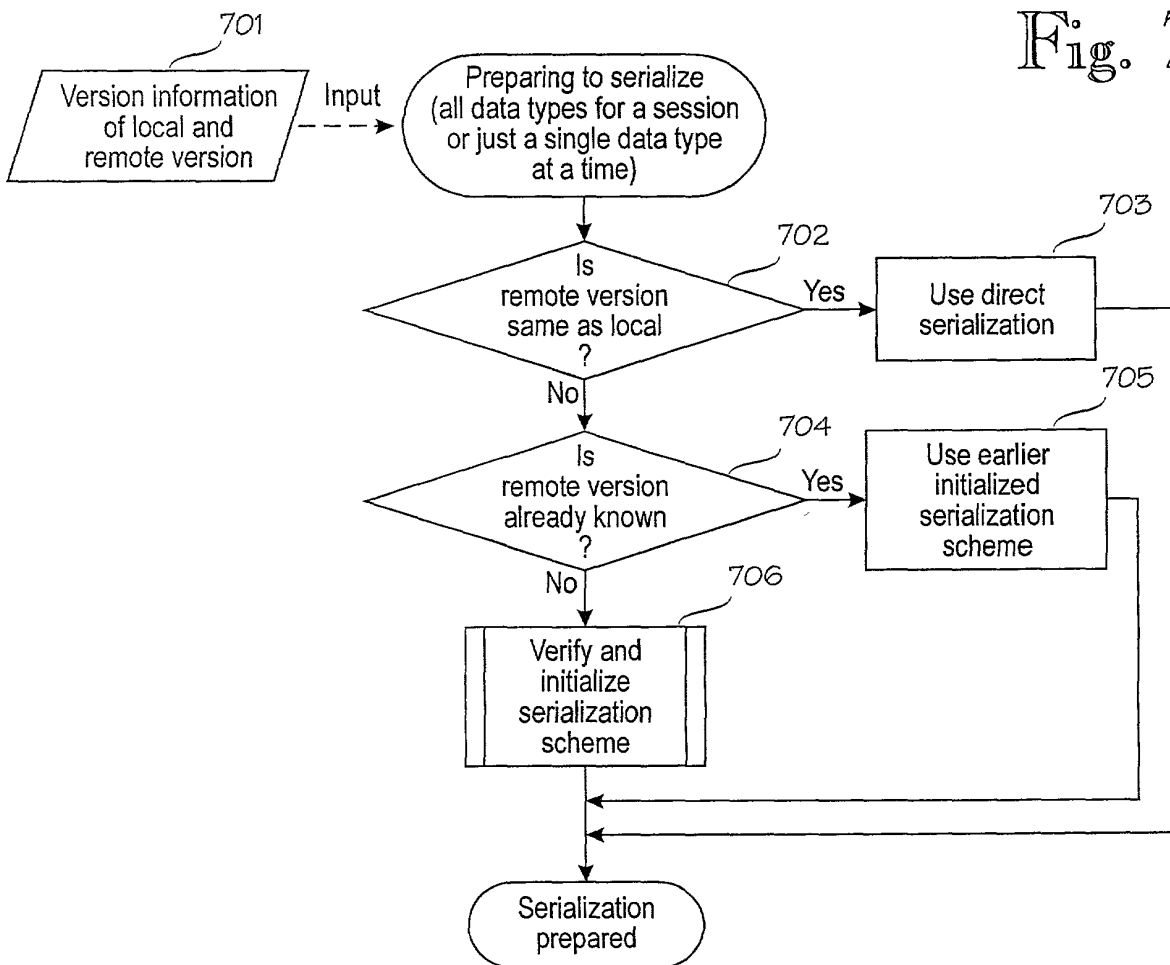 Fig.
701
Version information
of local and
remote version
Input
Preparing to serialize
(all data types for a session
or just a single data type
at a time)
702
Is
remote version
same as local
?
Yes
703
Use direct
serialization
No
704
Is
remote version
already known
?
Yes
705
Use earlier
initialized
serialization
scheme
No
706
Verify and
initialize
serialization
scheme
Serialization
prepared